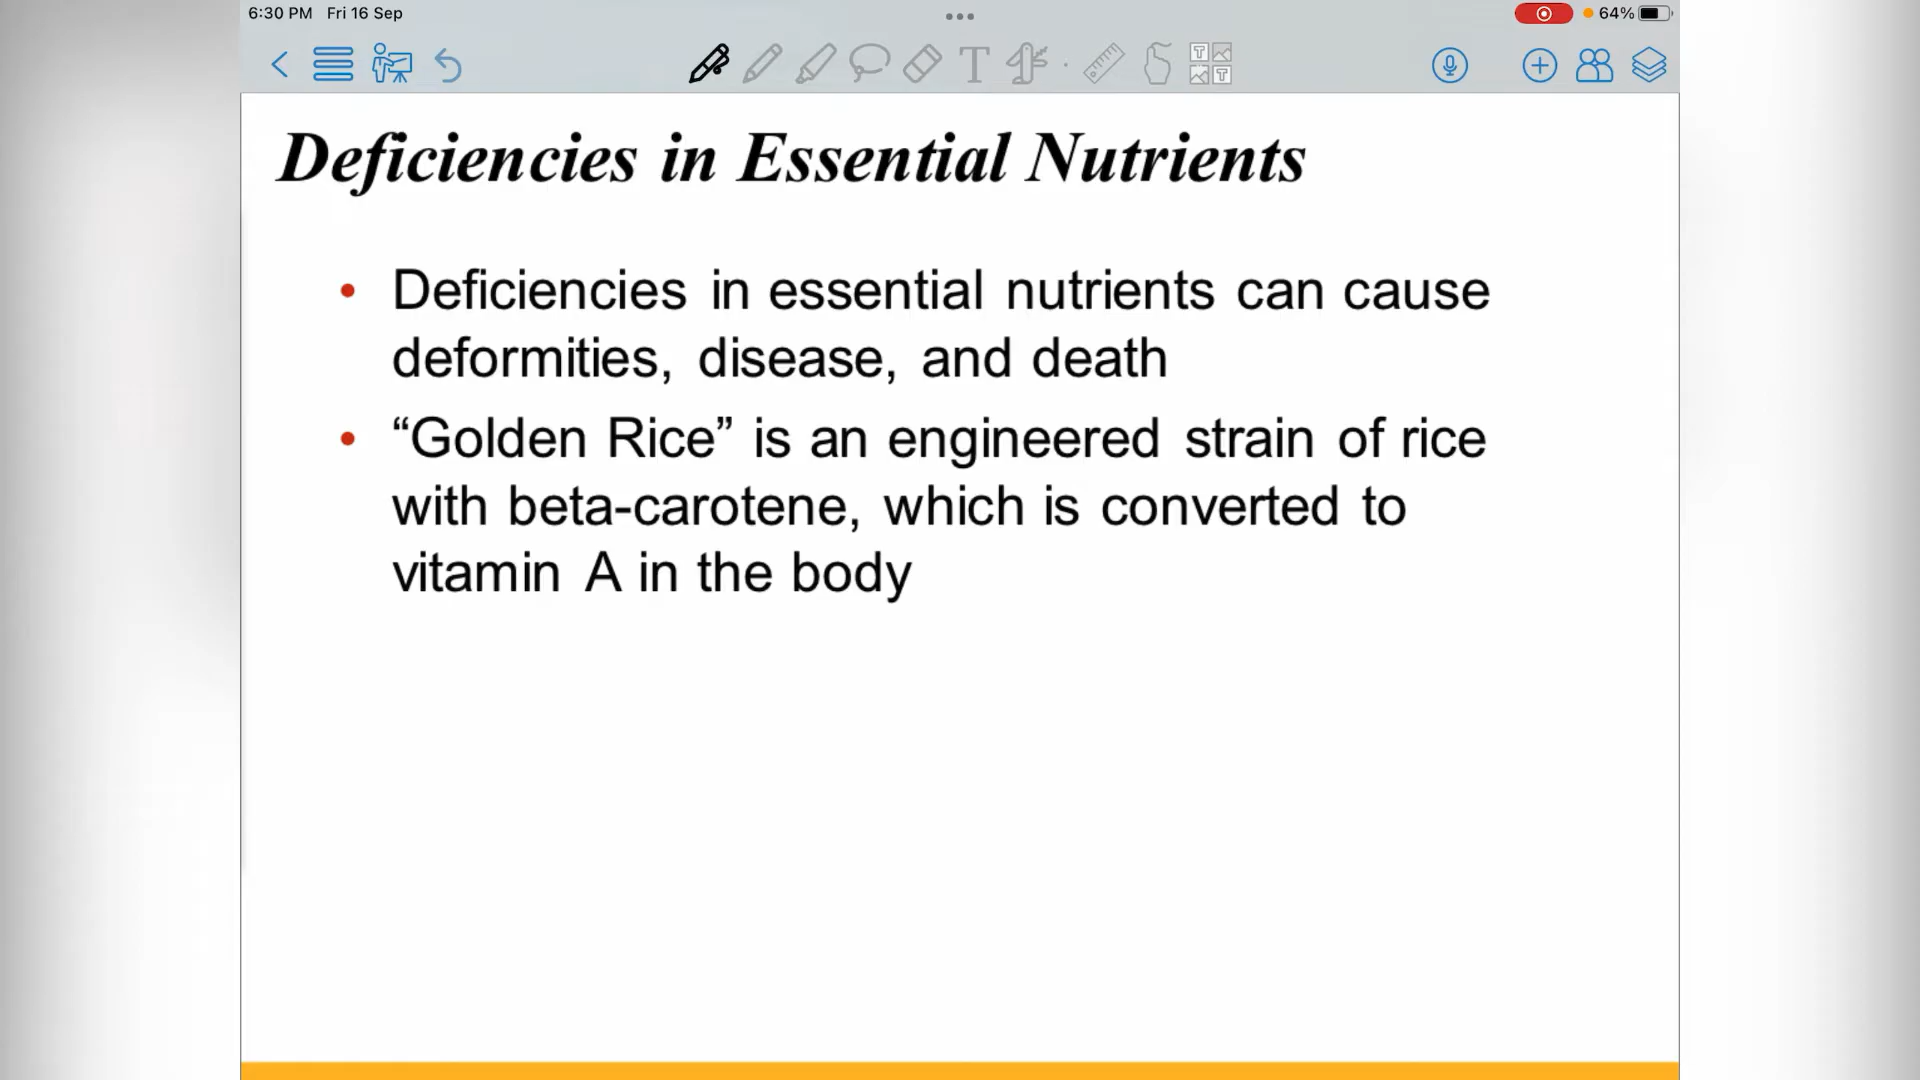 6:30 PM Fri 16 Sep
64%
Deficiencies in Essential Nutrients
• Deficiencies in essential nutrients can cause
deformities, disease, and death
• “Golden Rice” is an engineered strain of rice
with beta-carotene, which is converted to
vitamin A in the body